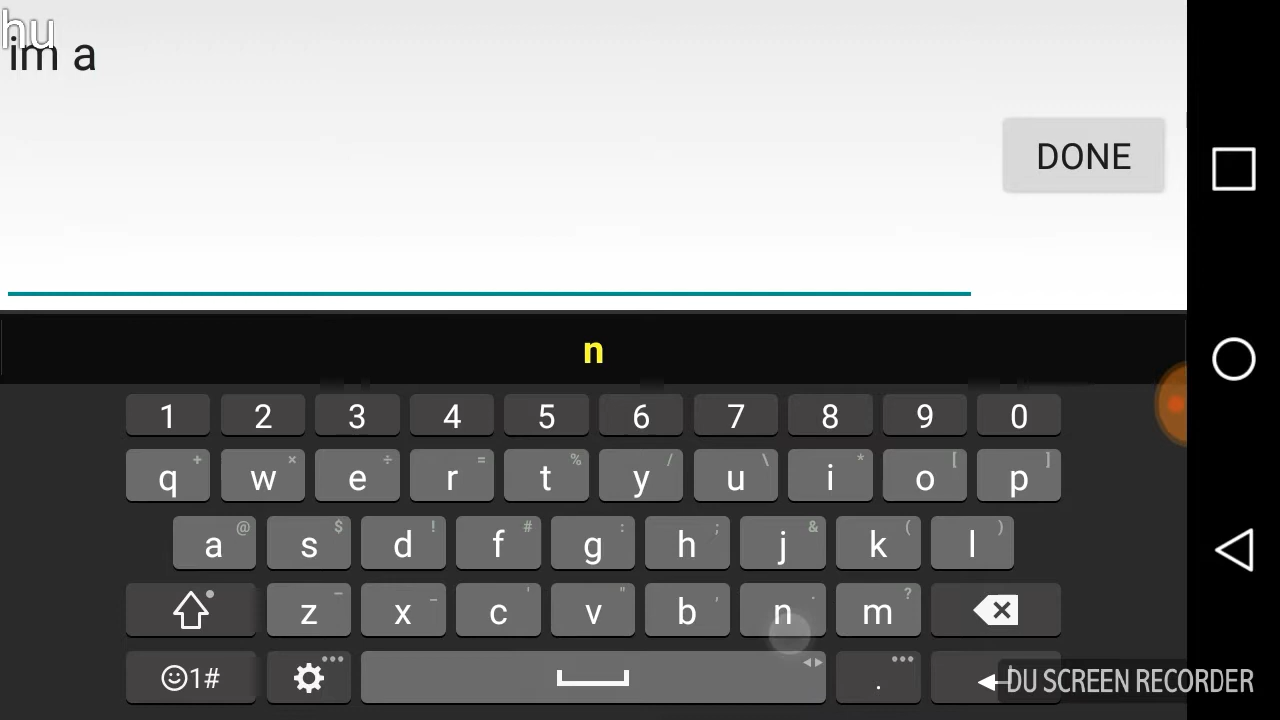 hu
im a
DONE
n
1 2 3 4 5 6 7 8 9 0
q + w × e ÷ r = t % y / u \ i * o [ p ]
a @ s $ d ! f # g : h ; j & k ( l )
z - x _ c ' v " b , n . m ?
1# .
DU SCREEN RECORDER